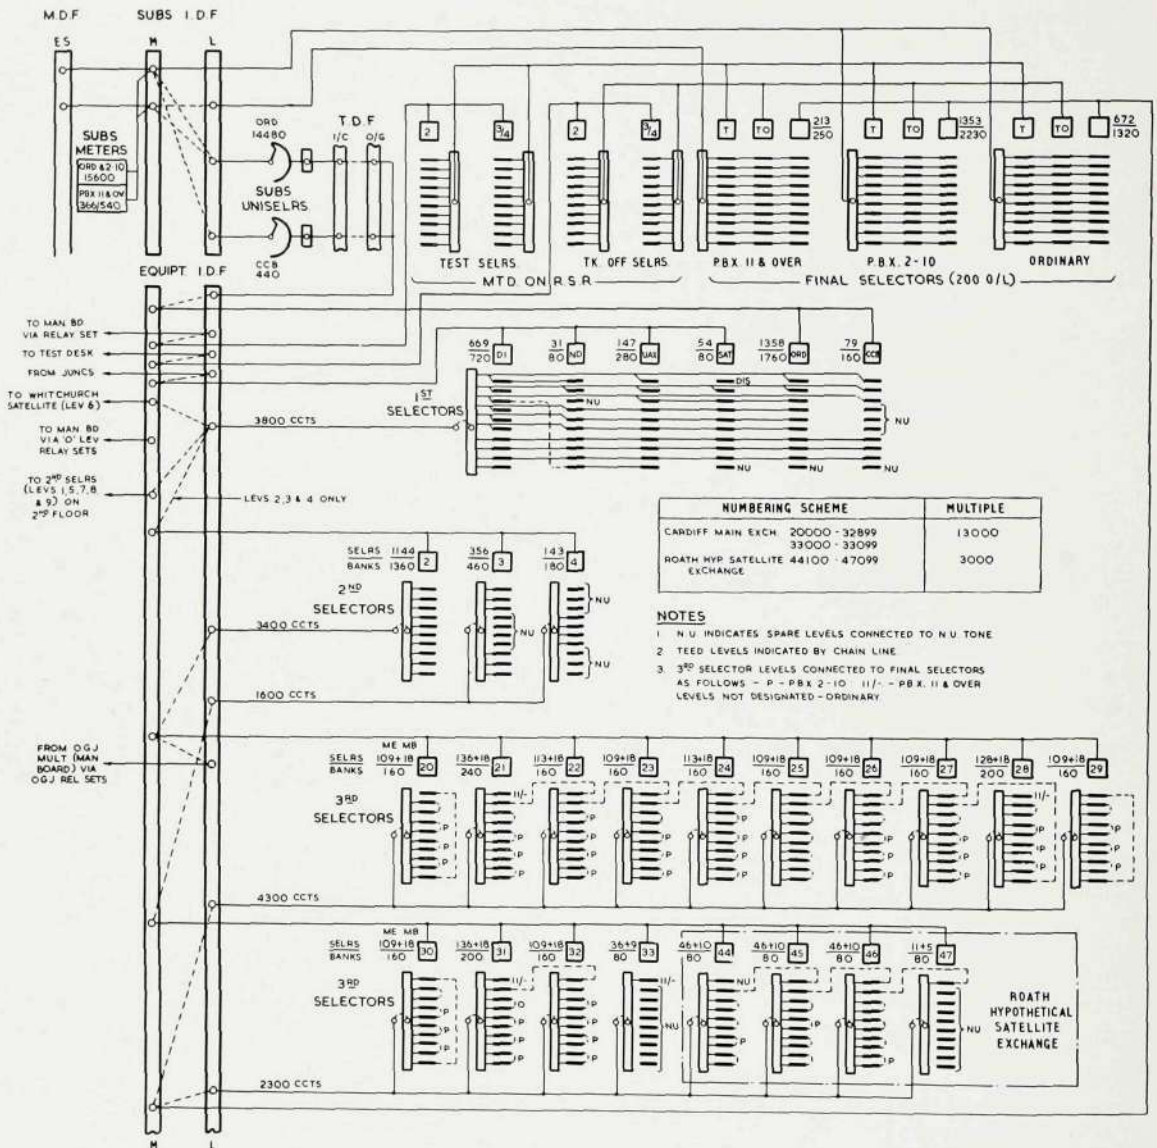 M.D.F SUBS I.D.F
ES M L
SUBS METERS
ORD & 2-10 15600
PBX 11 & OV 366/540
ORD 14480
SUBS UNISELRS.
CCB 440
T.D.F
I/C O/G
2 3/4 2 3/4
T TO 213/250
T TO 1353/2230
T TO 672/1320
TEST SELRS. TK. OFF SELRS. PBX. 11 & OVER P.B.X. 2-10 ORDINARY
MTD. ON R.S.R FINAL SELECTORS (200 O/L)
EQUIPT I.D.F
TO MAN. BD VIA RELAY SET
TO TEST DESK
FROM JUNCS
TO WHITCHURCH SATELLITE (LEV 6)
TO MAN BD VIA 'O' LEV RELAY SETS
TO 2ND SELRS (LEVS 1,5,7,8 & 9) ON 2ND FLOOR
3800 CCTS
LEVS 2,3 & 4 ONLY
669/720 D1
31/80 ND
147/280 UAX
54/80 SAT
1358/1760 ORD
79/160 CCB
1ST SELECTORS
DIS
NU
NU
NU NU NU
NUMBERING SCHEME MULTIPLE
CARDIFF MAIN EXCH. 20000 - 32899 13000
33000 - 33099
ROATH HYP SATELLITE 44100 - 47099 3000
EXCHANGE
NOTES
1 N.U INDICATES SPARE LEVELS CONNECTED TO N.U TONE
2 TEED LEVELS INDICATED BY CHAIN LINE.
3. 3RD SELECTOR LEVELS CONNECTED TO FINAL SELECTORS
AS FOLLOWS - P - PBX 2-10 11/- - PBX. 11 & OVER
LEVELS NOT DESIGNATED - ORDINARY
SELRS 1144 2 356 3 143 4
BANKS 1360 460 180
2ND SELECTORS
NU
NU
NU
3400 CCTS
1600 CCTS
FROM O.G.J MULT (MAN BOARD) VIA OGJ REL SETS
ME MB
SELRS 109+18 20 136+18 21 113+18 22 109+18 23 113+18 24 109+18 25 109+18 26 109+18 27 128+18 28 109+18 29
BANKS 160 240 160 160 160 160 160 160 200 160
3RD SELECTORS
11/- 11/-
P P P P P P P P P P
P P P P P P P P P P
P P P P P P P P P P
P P P P P P P P P P
4300 CCTS
ME MB
SELRS 109+18 30 136+18 31 109+18 32 36+9 33 46+10 44 46+10 45 46+10 46 11+5 47
BANKS 160 200 160 80 80 80 80 80
3RD SELECTORS
11/- 11/- NU
NU NU
ROATH HYPOTHETICAL SATELLITE EXCHANGE
2300 CCTS
M L